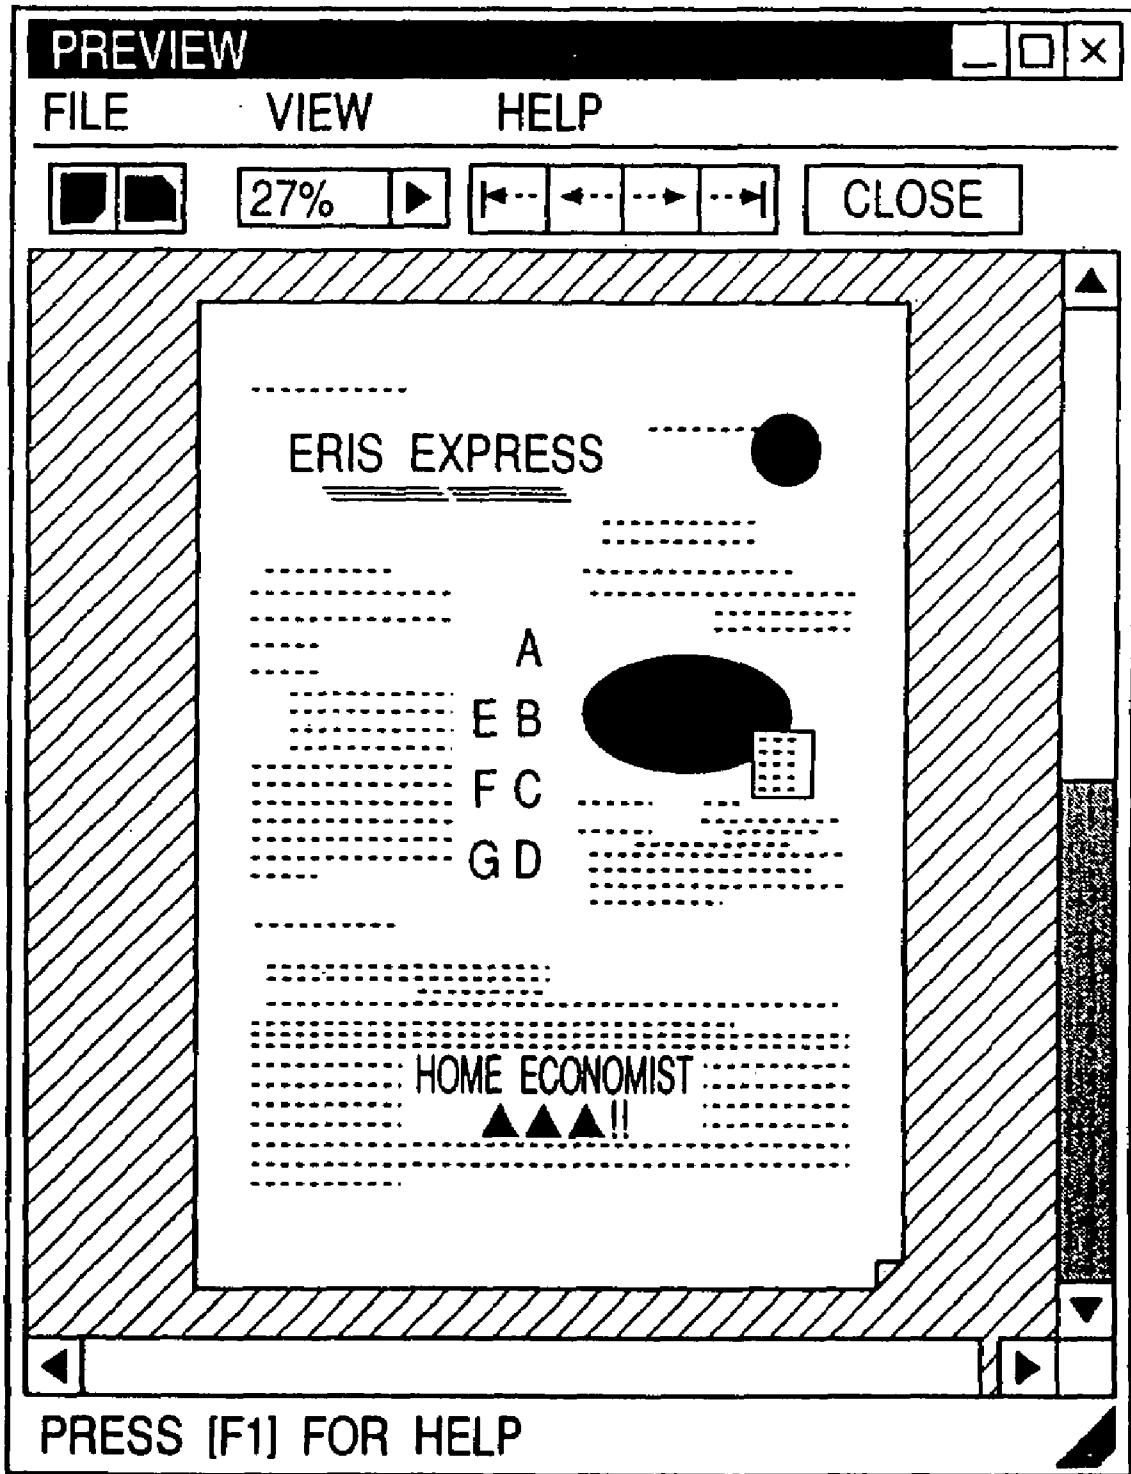 PREVIEW
FILE VIEW HELP
27% CLOSE
ERIS EXPRESS
A
E B
F C
G D
HOME ECONOMIST
▲▲▲!!
PRESS [F1] FOR HELP